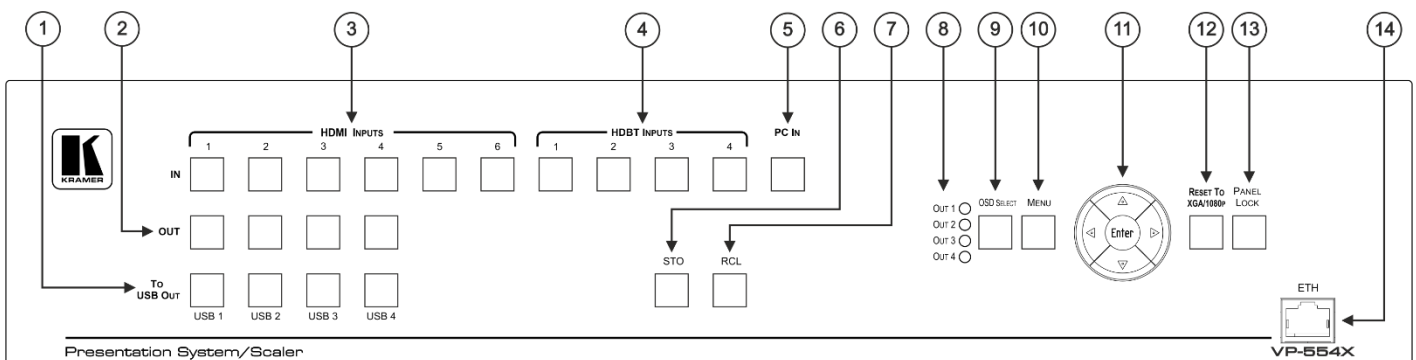 1 2 3 4 5 6 7 8 9 10 11 12 13 14
HDMI INPUTS HDBT INPUTS PC IN
1 2 3 4 5 6 1 2 3 4
K
KRAMER
IN
RESET TO XGA/1080P
PANEL LOCK
OSD SELECT MENU
OUT 1
OUT 2
OUT 3
OUT 4
Enter
OUT
STO RCL
TO USB OUT
USB 1 USB 2 USB 3 USB 4
ETH
Presentation System/Scaler VP-554X